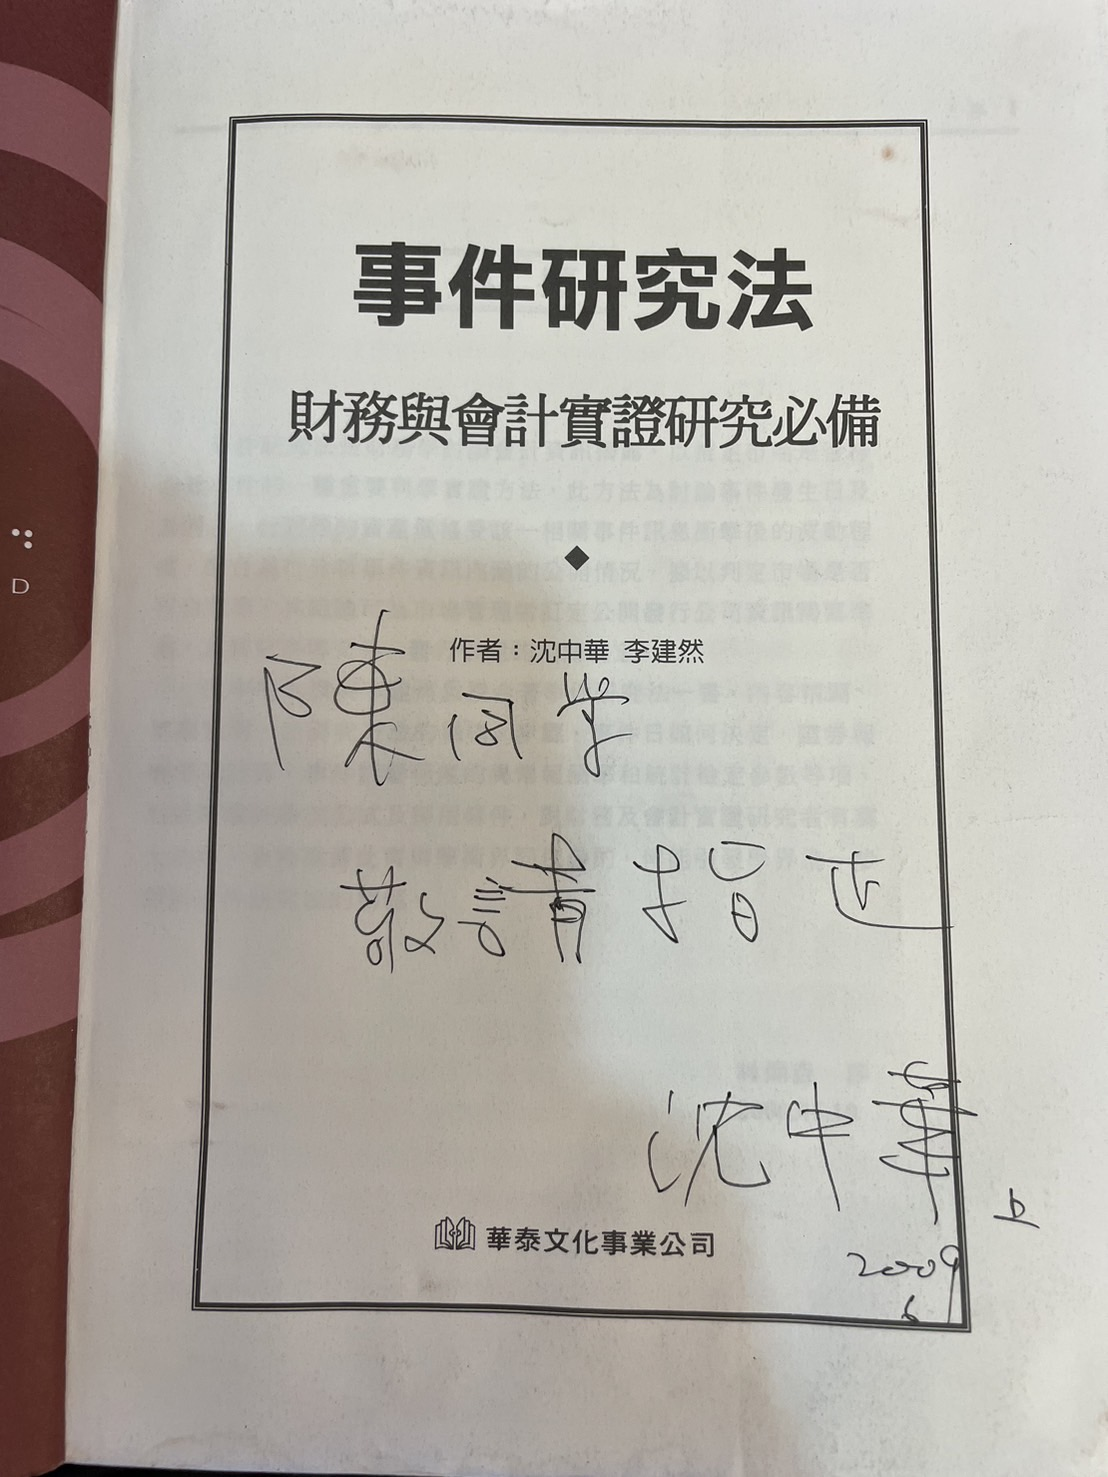 事件研究法
財務與會計實證研究必備
作者：沈中華 李建然
陳同学
敬請指正
沈中華
上
2009
6
華泰文化事業公司
D